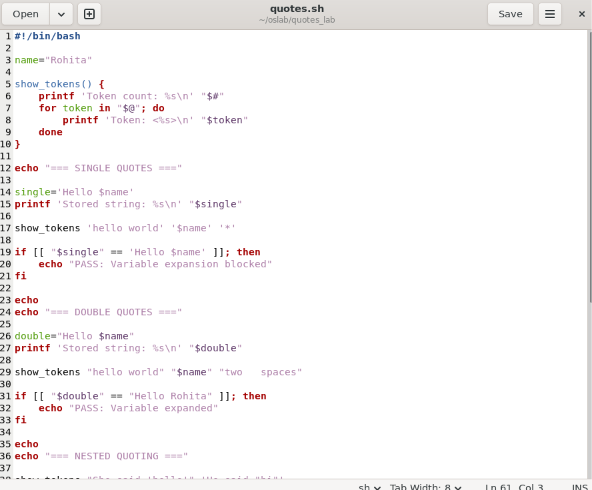 Open
quotes.sh
~/oslab/quotes_lab
Save
1 #!/bin/bash
2
3 name="Rohita"
4
5 show_tokens() {
6     printf 'Token count: %s\n' "$#"
7     for token in "$@"; do
8         printf 'Token: <%s>\n' "$token"
9     done
10 }
11
12 echo "=== SINGLE QUOTES ==="
13
14 single='Hello $name'
15 printf 'Stored string: %s\n' "$single"
16
17 show_tokens 'hello world' '$name' '*'
18
19 if [[ "$single" == 'Hello $name' ]]; then
20     echo "PASS: Variable expansion blocked"
21 fi
22
23 echo
24 echo "=== DOUBLE QUOTES ==="
25
26 double="Hello $name"
27 printf 'Stored string: %s\n' "$double"
28
29 show_tokens "hello world" "$name" "two   spaces"
30
31 if [[ "$double" == "Hello Rohita" ]]; then
32     echo "PASS: Variable expanded"
33 fi
34
35 echo
36 echo "=== NESTED QUOTING ==="
37
sh Tab Width: 8 Ln 61, Col 3 INS